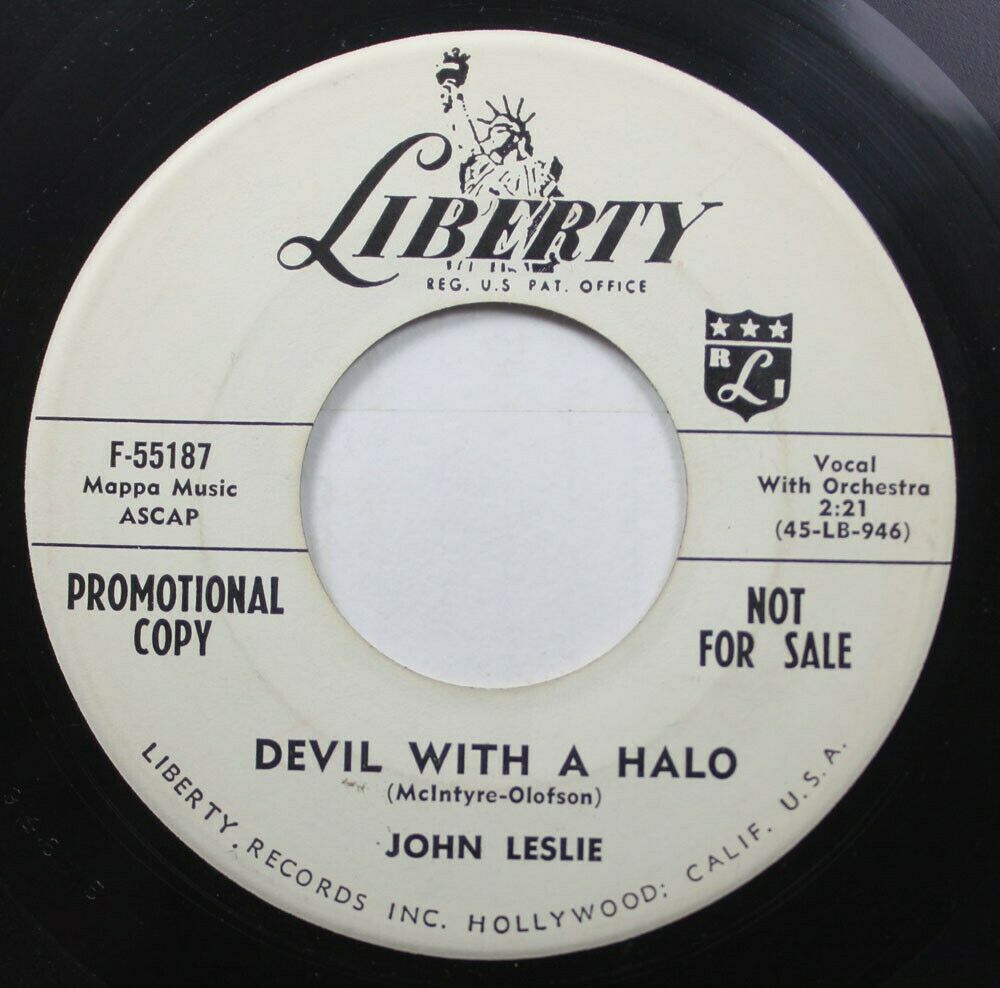 LIBERTY
REG. U.S. PAT. OFFICE
R L I
F-55187
Mappa Music
ASCAP
Vocal
With Orchestra
2:21
(45-LB-946)
PROMOTIONAL
COPY
NOT
FOR SALE
DEVIL WITH A HALO
(McIntyre-Olofson)
JOHN LESLIE
LIBERTY RECORDS INC. HOLLYWOOD; CALIF. U.S.A.